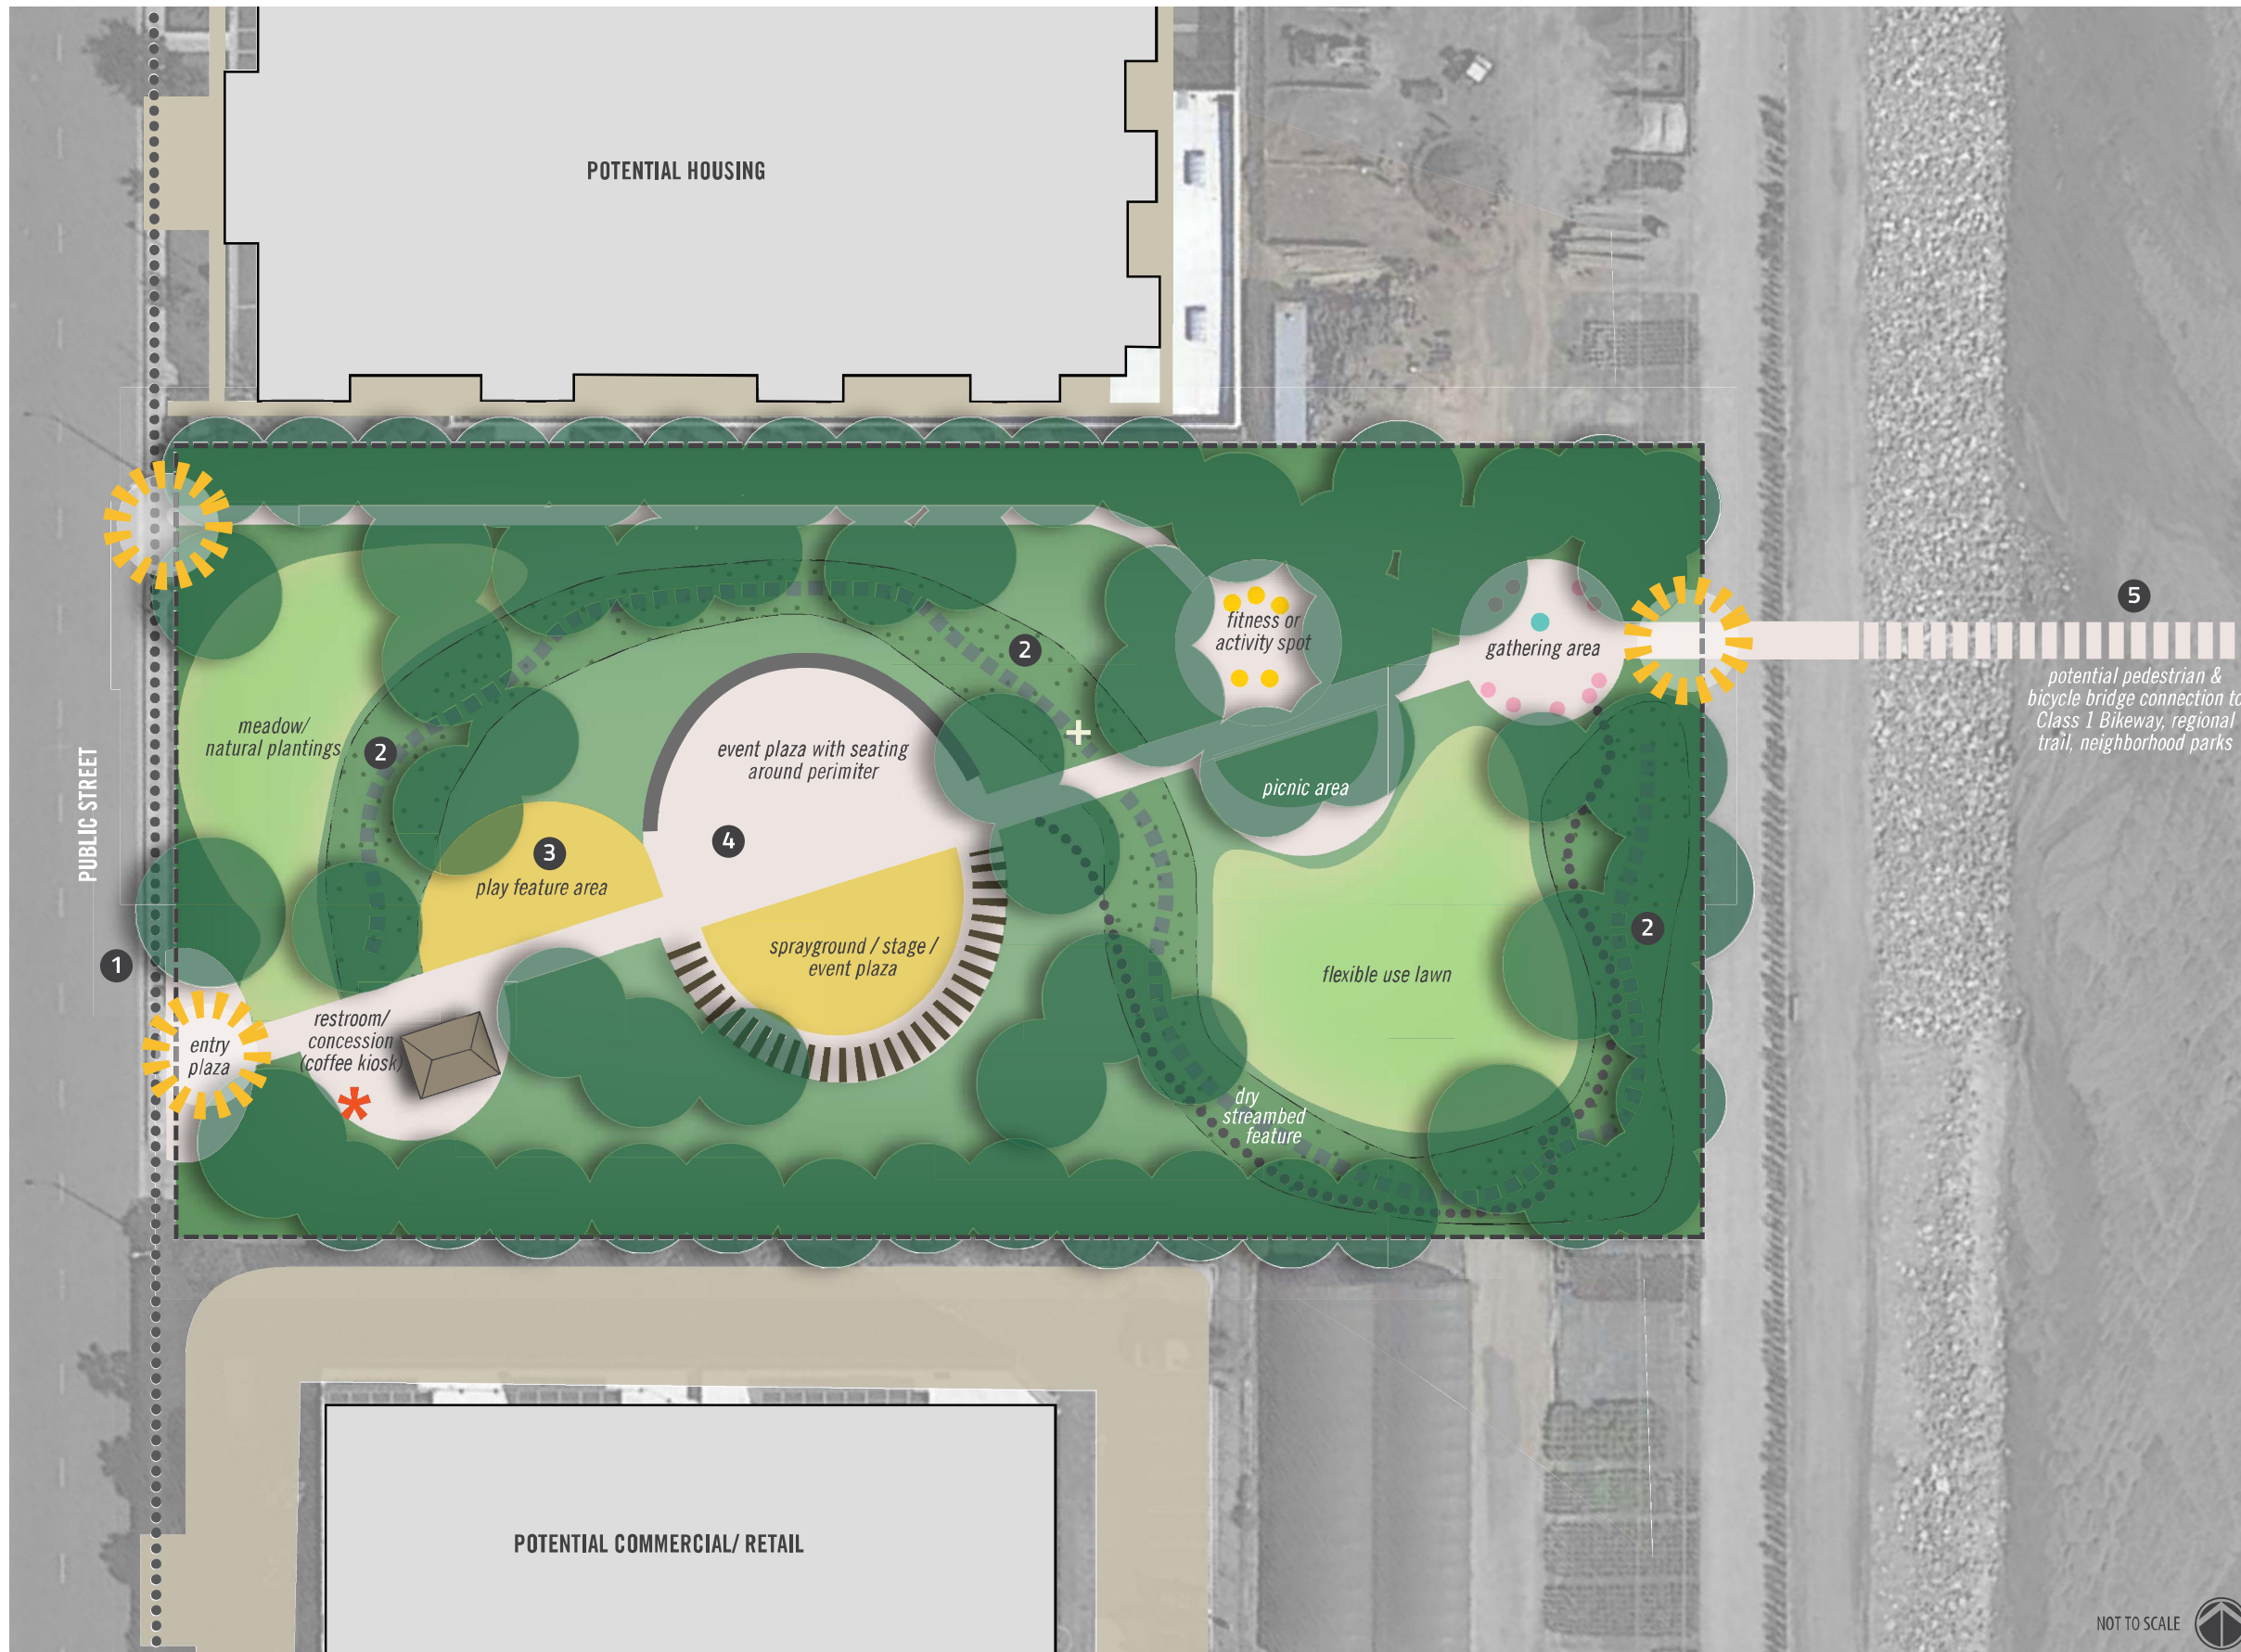 POTENTIAL HOUSING
fitness or
activity spot
gathering area
5
potential pedestrian &
bicycle bridge connection to
Class 1 Bikeway, regional
trail, neighborhood parks
2
meadow/
natural plantings
2
event plaza with seating
around perimiter
picnic area
PUBLIC STREET
4
3
play feature area
sprayground / stage /
event plaza
2
flexible use lawn
1
entry
plaza
restroom/
concession
(coffee kiosk)
dry
streambed
feature
POTENTIAL COMMERCIAL/ RETAIL
NOT TO SCALE